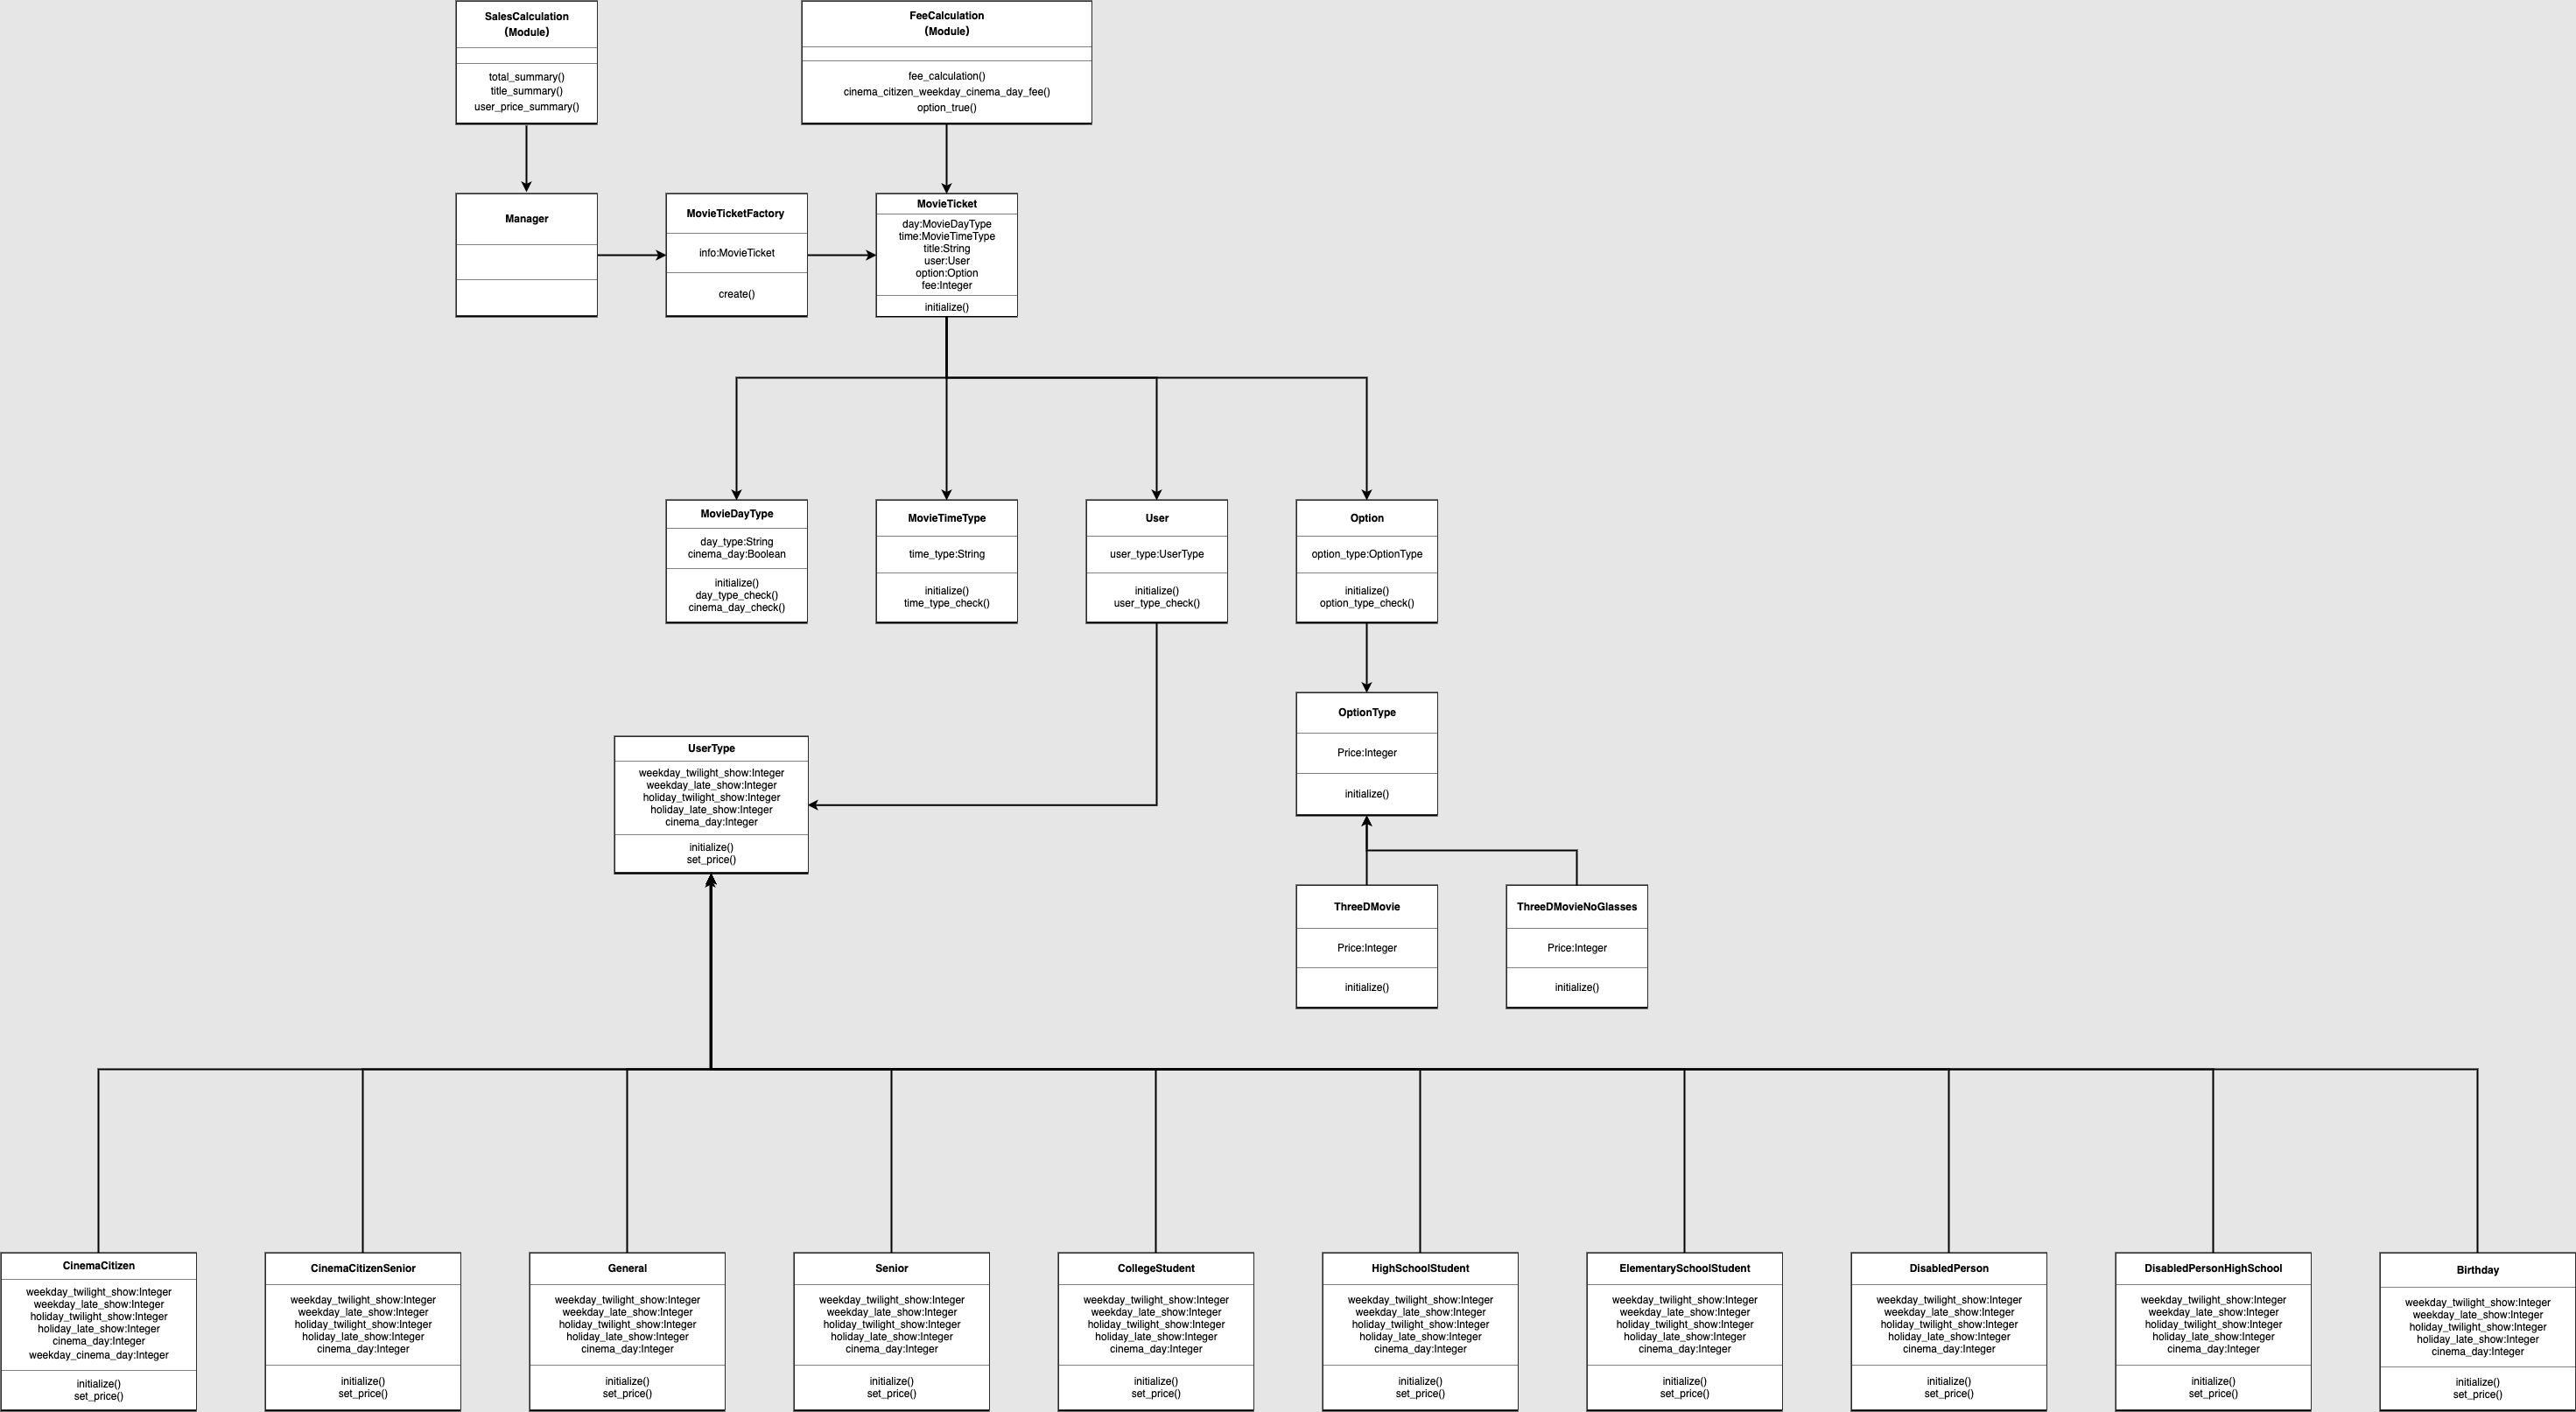 SalesCalculation
(Module)
total_summary()
title_summary()
user_price_summary()
FeeCalculation
(Module)
fee_calculation()
cinema_citizen_weekday_cinema_day_fee()
option_true()
Manager
MovieTicketFactory
info:MovieTicket
create()
MovieTicket
day:MovieDayType
time:MovieTimeType
title:String
user:User
option:Option
fee:Integer
initialize()
MovieDayType
day_type:String
cinema_day:Boolean
initialize()
day_type_check()
cinema_day_check()
MovieTimeType
time_type:String
initialize()
time_type_check()
User
user_type:UserType
initialize()
user_type_check()
Option
option_type:OptionType
initialize()
option_type_check()
UserType
weekday_twilight_show:Integer
weekday_late_show:Integer
holiday_twilight_show:Integer
holiday_late_show:Integer
cinema_day:Integer
initialize()
set_price()
OptionType
Price:Integer
initialize()
ThreeDMovie
Price:Integer
initialize()
ThreeDMovieNoGlasses
Price:Integer
initialize()
CinemaCitizen
weekday_twilight_show:Integer
weekday_late_show:Integer
holiday_twilight_show:Integer
holiday_late_show:Integer
cinema_day:Integer
weekday_cinema_day:Integer
initialize()
set_price()
CinemaCitizenSenior
weekday_twilight_show:Integer
weekday_late_show:Integer
holiday_twilight_show:Integer
holiday_late_show:Integer
cinema_day:Integer
initialize()
set_price()
General
weekday_twilight_show:Integer
weekday_late_show:Integer
holiday_twilight_show:Integer
holiday_late_show:Integer
cinema_day:Integer
initialize()
set_price()
Senior
weekday_twilight_show:Integer
weekday_late_show:Integer
holiday_twilight_show:Integer
holiday_late_show:Integer
cinema_day:Integer
initialize()
set_price()
CollegeStudent
weekday_twilight_show:Integer
weekday_late_show:Integer
holiday_twilight_show:Integer
holiday_late_show:Integer
cinema_day:Integer
initialize()
set_price()
HighSchoolStudent
weekday_twilight_show:Integer
weekday_late_show:Integer
holiday_twilight_show:Integer
holiday_late_show:Integer
cinema_day:Integer
initialize()
set_price()
ElementarySchoolStudent
weekday_twilight_show:Integer
weekday_late_show:Integer
holiday_twilight_show:Integer
holiday_late_show:Integer
cinema_day:Integer
initialize()
set_price()
DisabledPerson
weekday_twilight_show:Integer
weekday_late_show:Integer
holiday_twilight_show:Integer
holiday_late_show:Integer
cinema_day:Integer
initialize()
set_price()
DisabledPersonHighSchool
weekday_twilight_show:Integer
weekday_late_show:Integer
holiday_twilight_show:Integer
holiday_late_show:Integer
cinema_day:Integer
initialize()
set_price()
Birthday
weekday_twilight_show:Integer
weekday_late_show:Integer
holiday_twilight_show:Integer
holiday_late_show:Integer
cinema_day:Integer
initialize()
set_price()